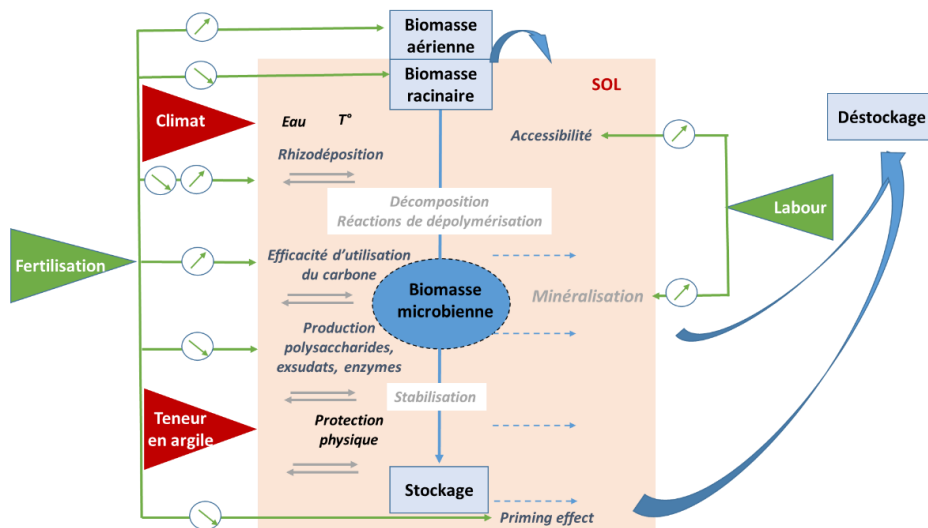 Biomasse
aérienne
Biomasse
racinaire
SOL
Climat
Eau
T°
Accessibilité
Déstockage
Rhizodéposition
Décomposition
Réactions de dépolymérisation
Labour
Fertilisation
Efficacité d’utilisation
du carbone
Biomasse
microbienne
Minéralisation
Production
polysaccharides,
exsudats, enzymes
Stabilisation
Teneur
en argile
Protection
physique
Stockage
Priming effect